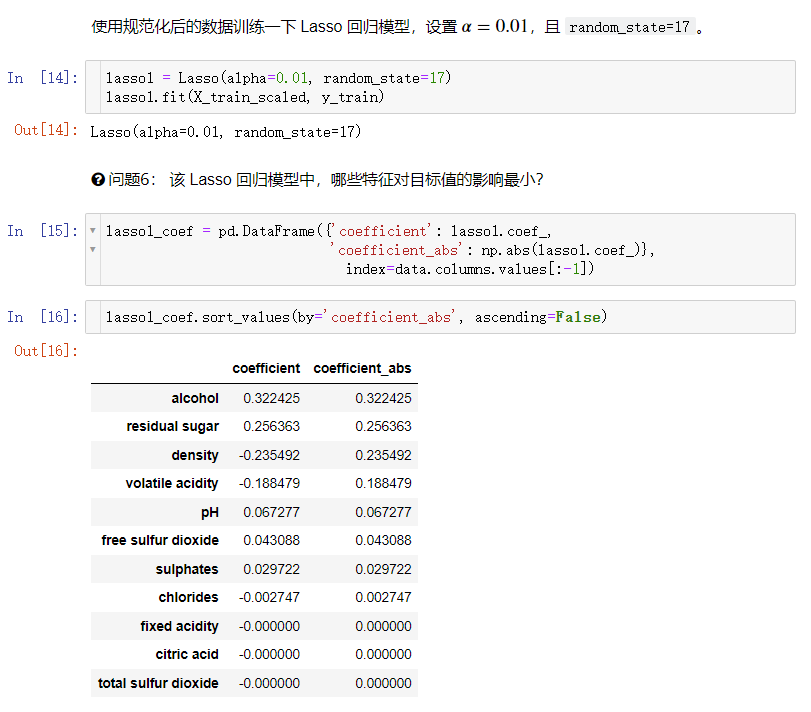 使用规范化后的数据训练一下 Lasso 回归模型，设置 α = 0.01，且 random_state=17 。
In [14]: lasso1 = Lasso(alpha=0.01, random_state=17)
lasso1.fit(X_train_scaled, y_train)
Out[14]: Lasso(alpha=0.01, random_state=17)
问题6： 该 Lasso 回归模型中，哪些特征对目标值的影响最小？
In [15]: lasso1_coef = pd.DataFrame({'coefficient': lasso1.coef_,
'coefficient_abs': np.abs(lasso1.coef_)},
index=data.columns.values[:-1])
In [16]: lasso1_coef.sort_values(by='coefficient_abs', ascending=False)
Out[16]:
coefficient coefficient_abs
alcohol 0.322425 0.322425
residual sugar 0.256363 0.256363
density -0.235492 0.235492
volatile acidity -0.188479 0.188479
pH 0.067277 0.067277
free sulfur dioxide 0.043088 0.043088
sulphates 0.029722 0.029722
chlorides -0.002747 0.002747
fixed acidity -0.000000 0.000000
citric acid -0.000000 0.000000
total sulfur dioxide -0.000000 0.000000